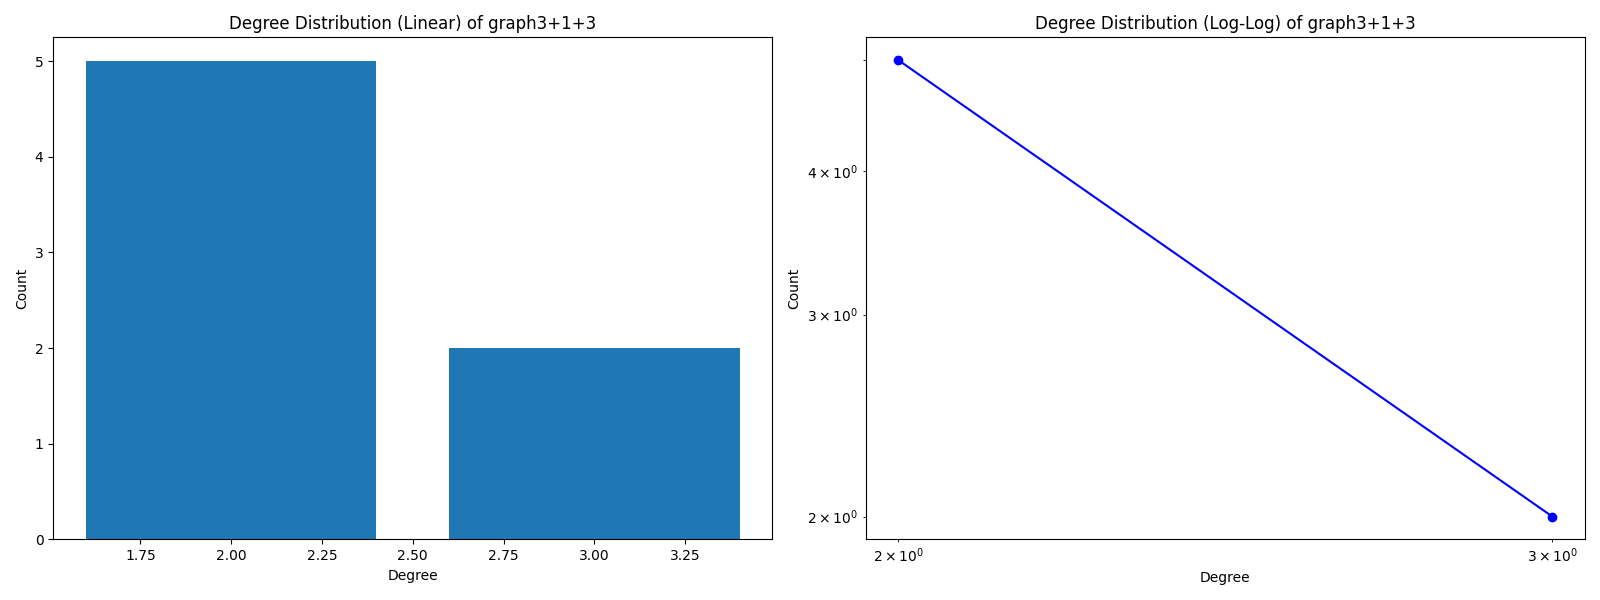 Degree Distribution (Linear) of graph3+1+3
5
4
3
2
1
0
Count
1.75 2.00 2.25 2.50 2.75 3.00 3.25
Degree
Degree Distribution (Log-Log) of graph3+1+3
4 × 10⁰
3 × 10⁰
2 × 10⁰
Count
2 × 10⁰ 3 × 10⁰
Degree